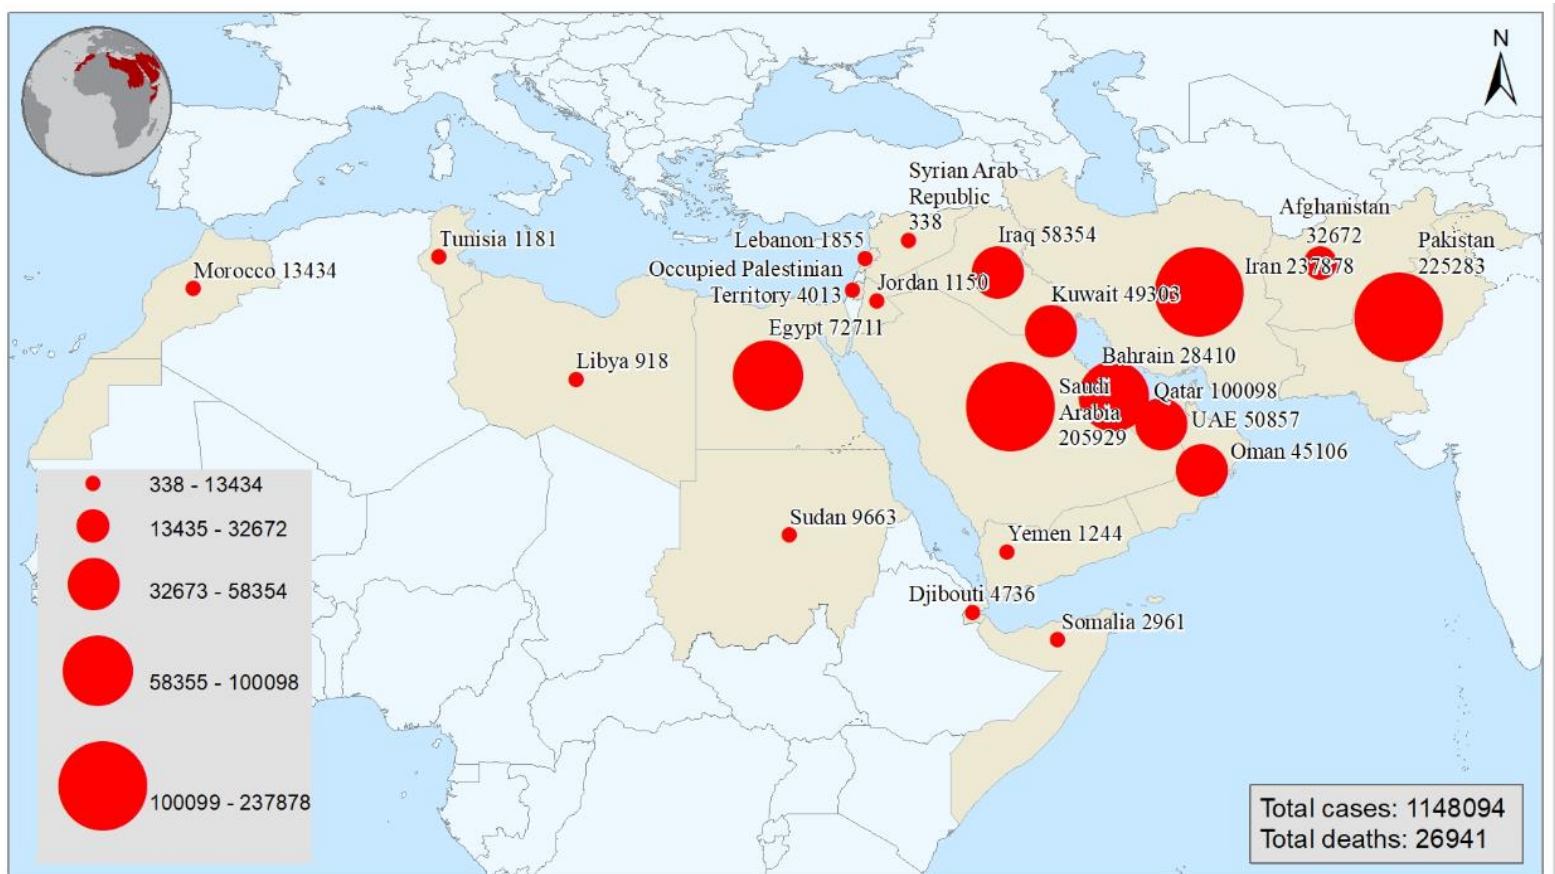 N
Syrian Arab
Republic
338
Afghanistan
32672
Tunisia 1181
Lebanon 1855
Iraq 58354
Pakistan
225283
Morocco 13434
Occupied Palestinian
Territory 4013
Jordan 1150
Iran 237878
Kuwait 49303
Egypt 72711
Libya 918
Bahrain 28410
Saudi
Arabia
205929
Qatar 100098
UAE 50857
Oman 45106
Sudan 9663
Yemen 1244
Djibouti 4736
Somalia 2961
338 - 13434
13435 - 32672
32673 - 58354
58355 - 100098
100099 - 237878
Total cases: 1148094
Total deaths: 26941